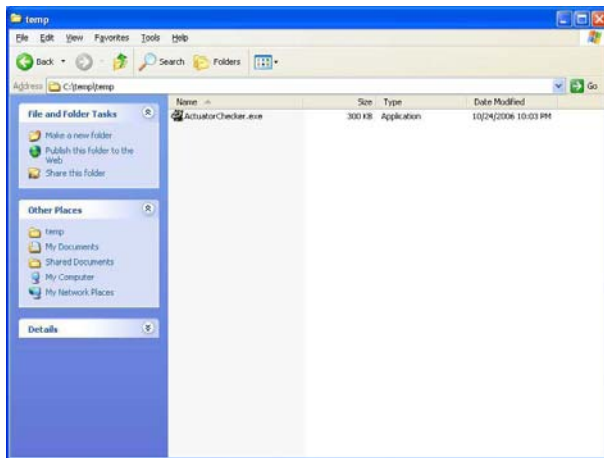 temp
File Edit View Favorites Tools Help
Back Search Folders
Address C:\temp\temp Go
Name Size Type Date Modified
ActuatorChecker.exe 300 KB Application 10/24/2006 10:03 PM
File and Folder Tasks
Make a new folder
Publish this folder to the
Web
Share this folder
Other Places
temp
My Documents
Shared Documents
My Computer
My Network Places
Details